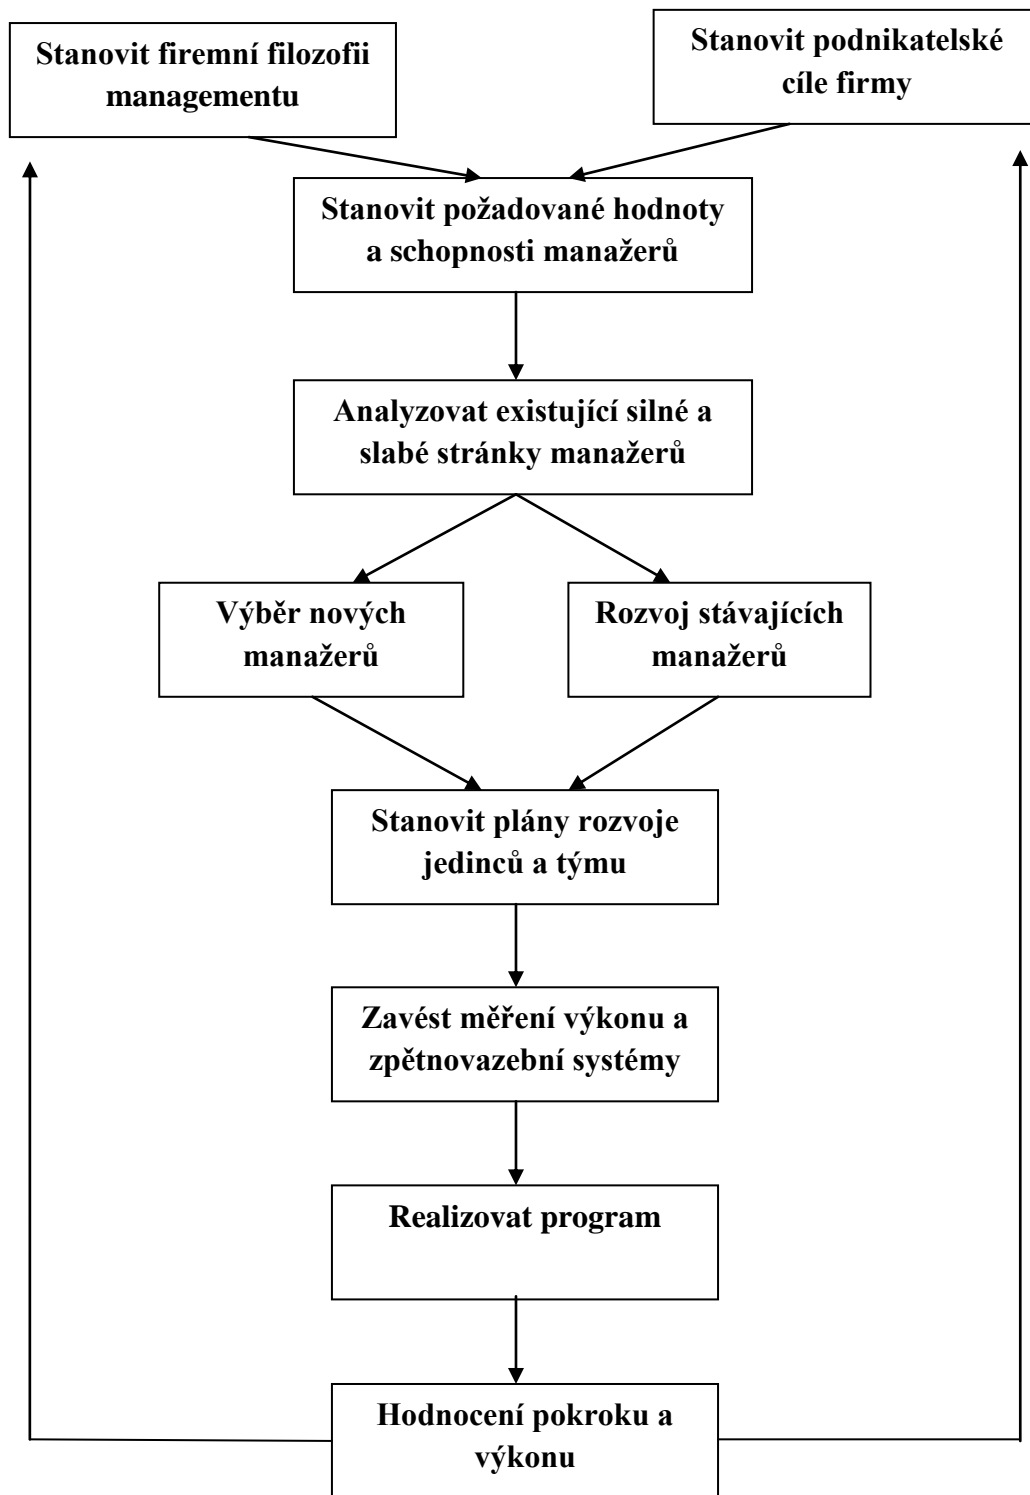 Stanovit firemní filozofii
managementu
Stanovit podnikatelské
cíle firmy
Stanovit požadované hodnoty
a schopnosti manažerů
Analyzovat existující silné a
slabé stránky manažerů
Výběr nových
manažerů
Rozvoj stávajících
manažerů
Stanovit plány rozvoje
jedinců a týmu
Zavést měření výkonu a
zpětnovazební systémy
Realizovat program
Hodnocení pokroku a
výkonu